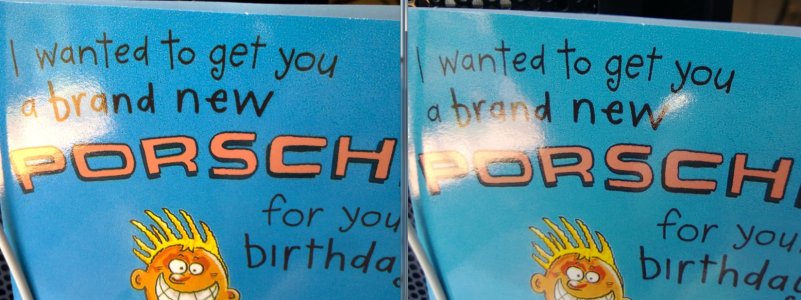 I wanted to get you
a brand new
PORSCH
for you
birthda
I wanted to get you
a brand new
PORSCH
for you
birthda